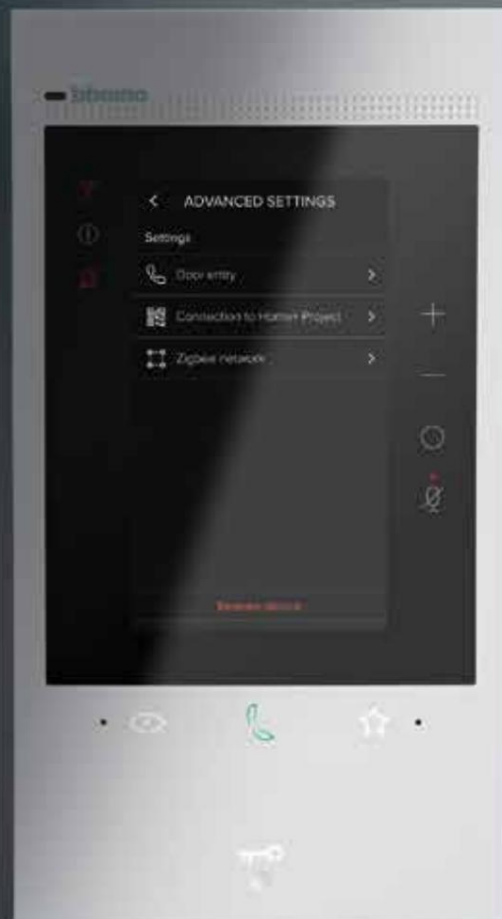 bticino
ADVANCED SETTINGS
Settings
Door entry
Connection to Home+ Project
Zigbee network